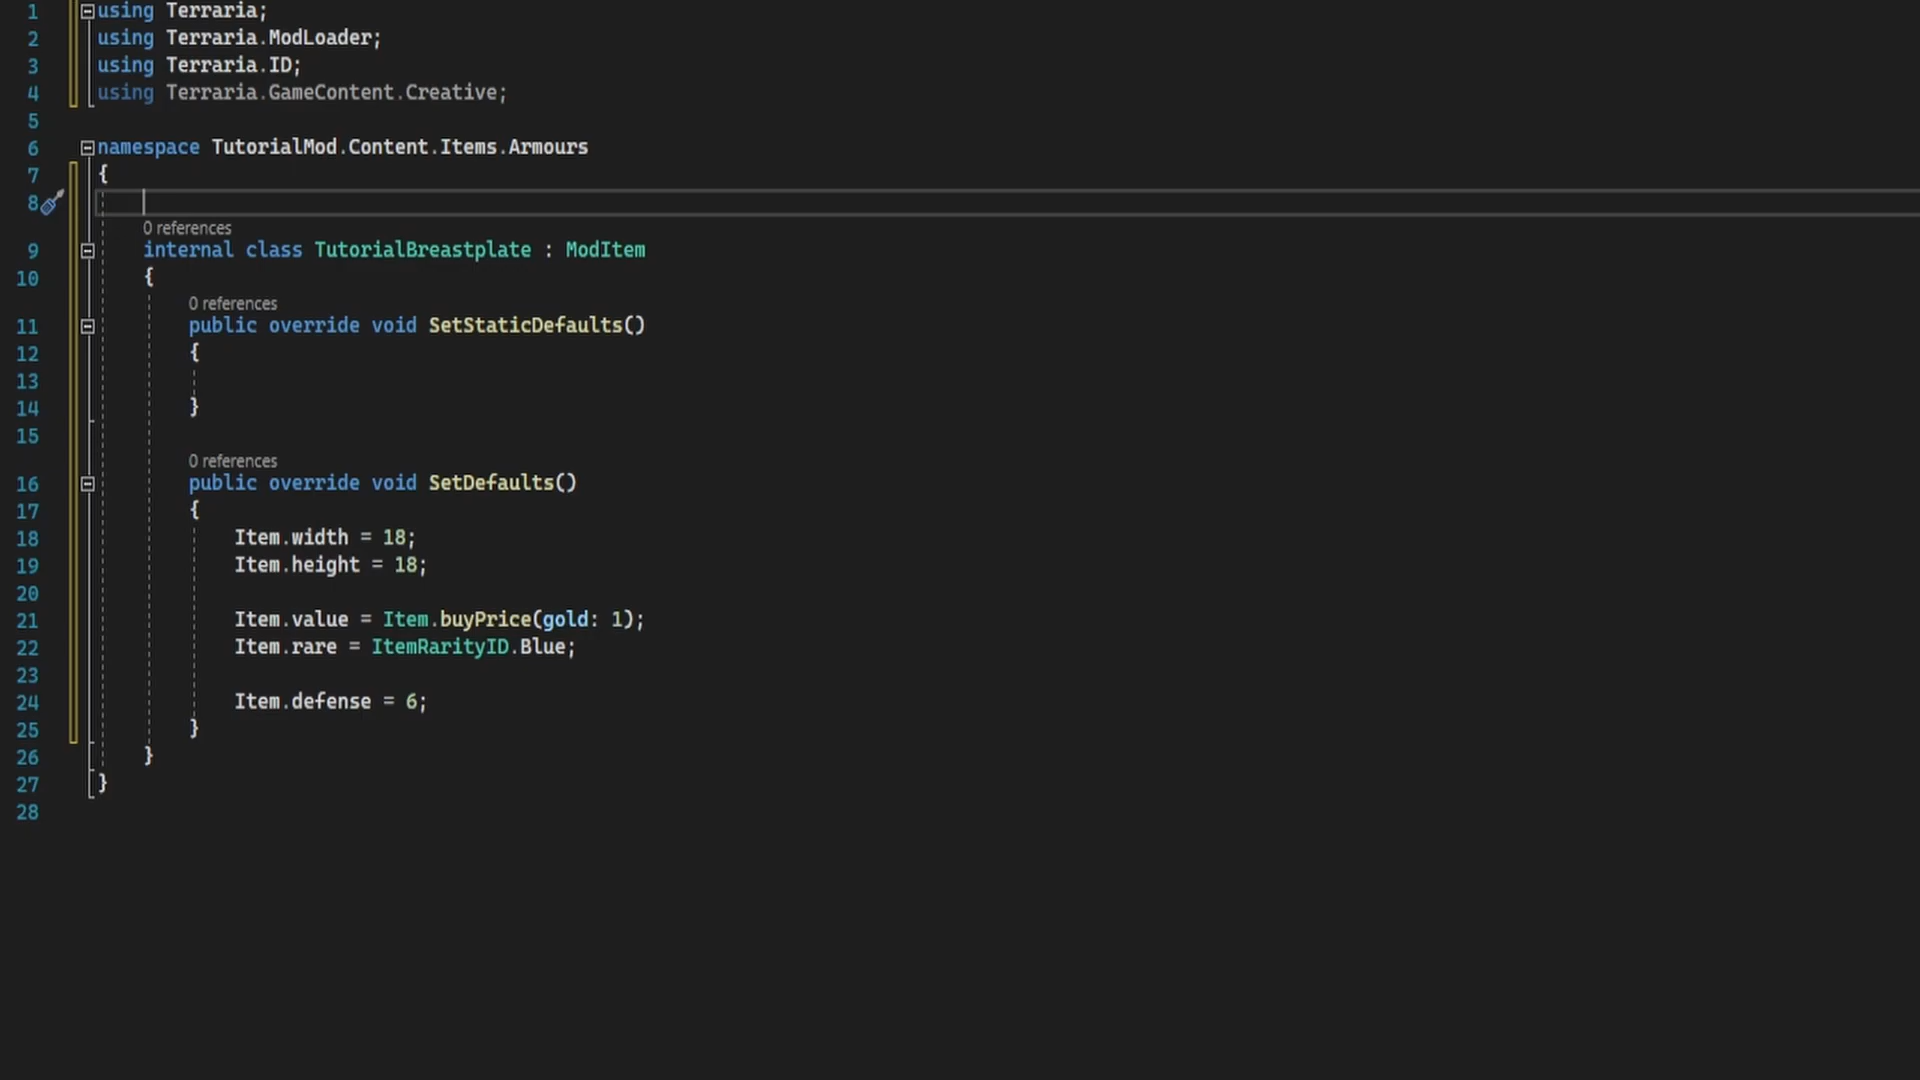 1 using Terraria;
2 using Terraria.ModLoader;
3 using Terraria.ID;
4 using Terraria.GameContent.Creative;
5
6 namespace TutorialMod.Content.Items.Armours
7 {
8
0 references
9 internal class TutorialBreastplate : ModItem
10 {
0 references
11 public override void SetStaticDefaults()
12 {
13
14 }
15
0 references
16 public override void SetDefaults()
17 {
18 Item.width = 18;
19 Item.height = 18;
20
21 Item.value = Item.buyPrice(gold: 1);
22 Item.rare = ItemRarityID.Blue;
23
24 Item.defense = 6;
25 }
26 }
27 }
28